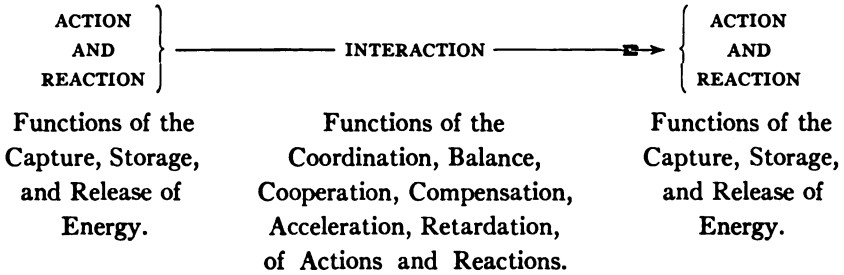 ACTION
AND
REACTION
INTERACTION
ACTION
AND
REACTION
Functions of the
Capture, Storage,
and Release of
Energy.
Functions of the
Coordination, Balance,
Cooperation, Compensation,
Acceleration, Retardation,
of Actions and Reactions.
Functions of the
Capture, Storage,
and Release of
Energy.